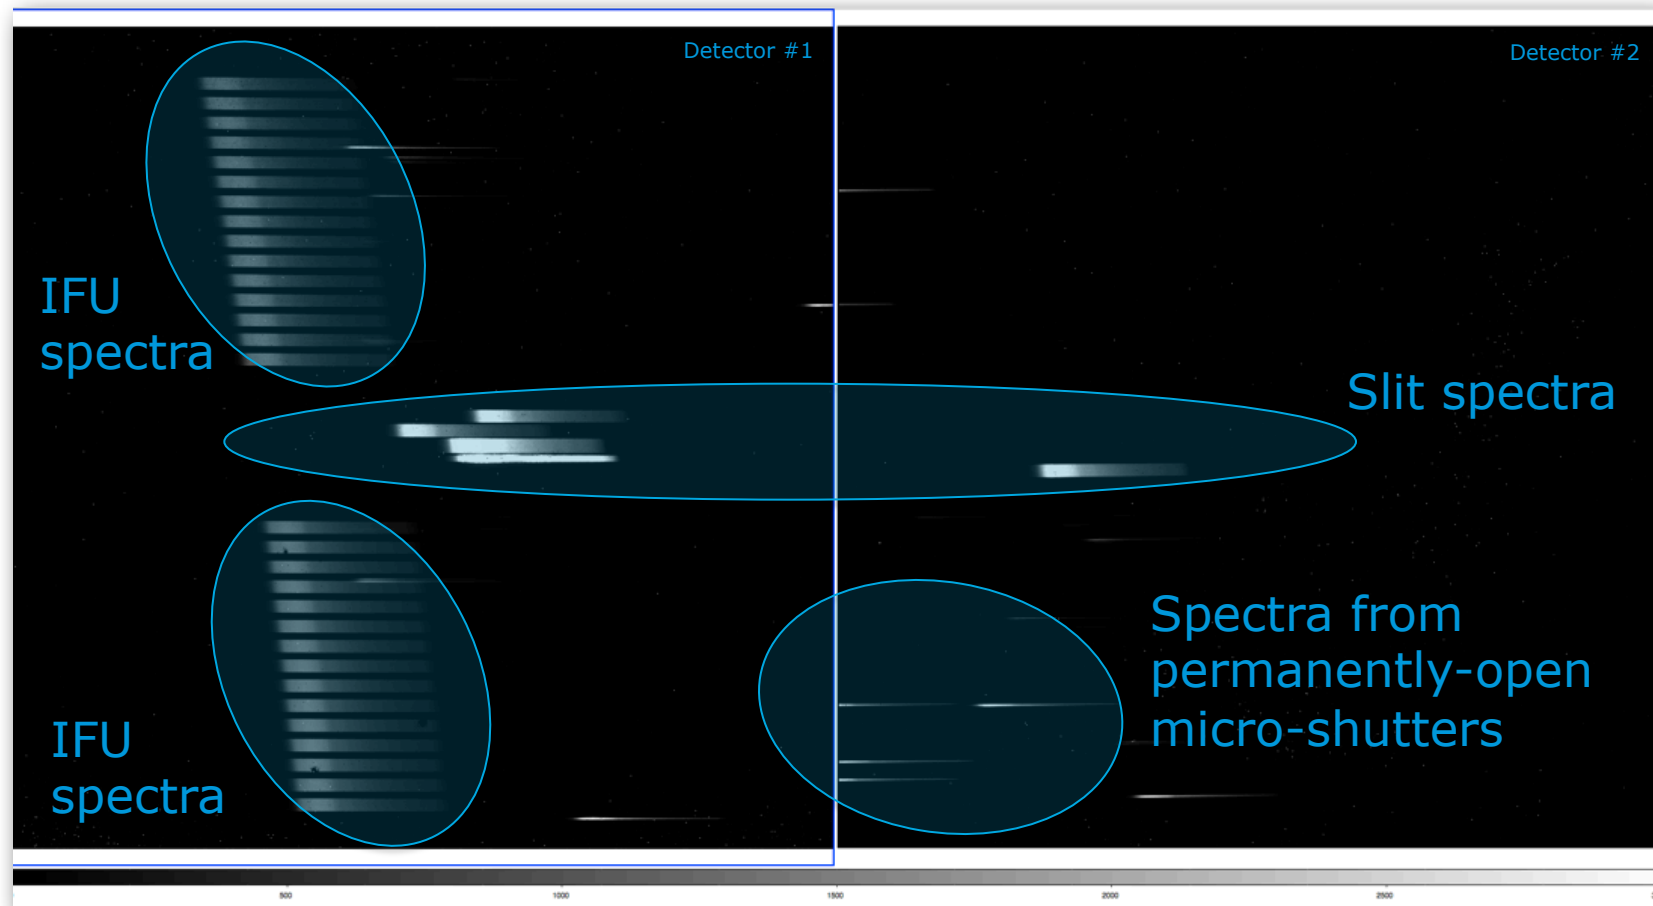 Detector #1
Detector #2
IFU
spectra
Slit spectra
Spectra from
permanently-open
micro-shutters
IFU
spectra
500
1000
1500
2000
2500